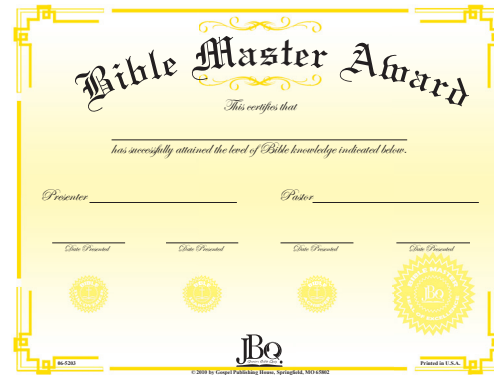 Bible Master Award
This certifies that
has successfully attained the level of Bible knowledge indicated below.
Presenter Pastor
Date Presented Date Presented Date Presented Date Presented
JBQ
06-5203
Printed in U.S.A.
© 2010 by Gospel Publishing House, Springfield, MO 65802